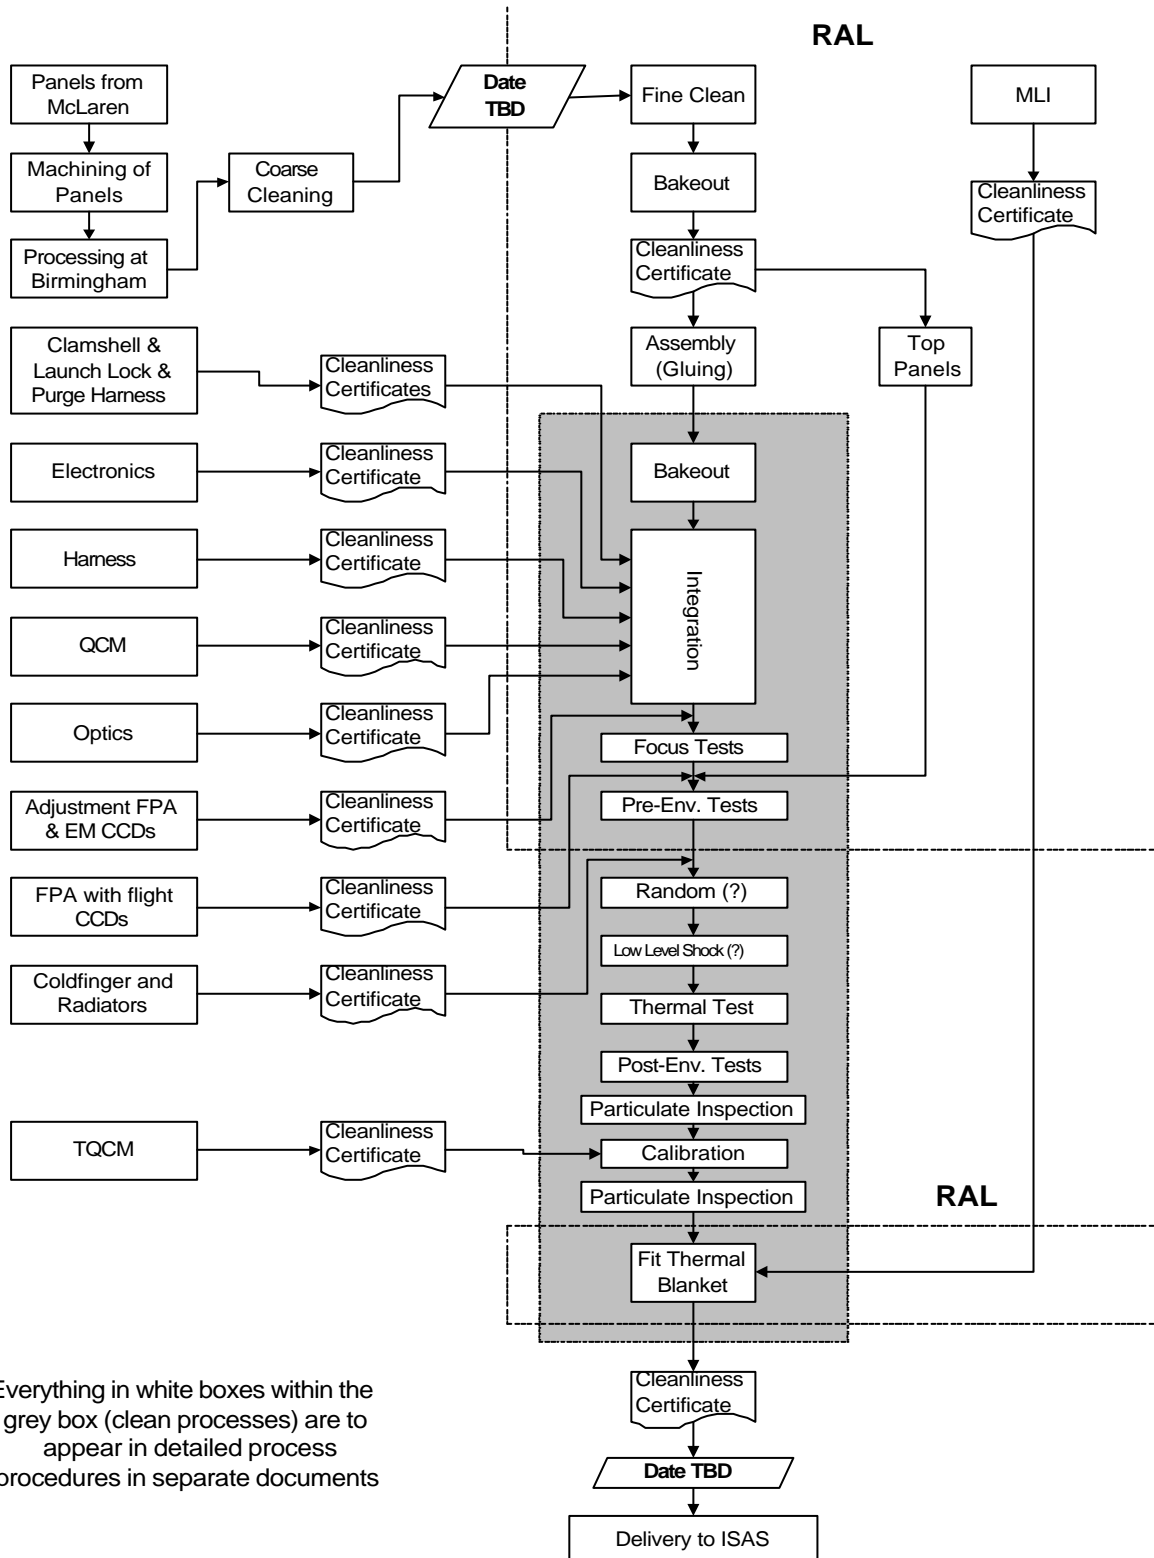 RAL
Panels from
McLaren
Date
TBD
Fine Clean
MLI
Machining of
Panels
Coarse
Cleaning
Bakeout
Cleanliness
Certificate
Processing at
Birmingham
Cleanliness
Certificate
Clamshell &
Launch Lock &
Purge Harness
Cleanliness
Certificates
Assembly
(Gluing)
Top
Panels
Electronics
Cleanliness
Certificate
Bakeout
Harness
Cleanliness
Certificate
Integration
QCM
Cleanliness
Certificate
Optics
Cleanliness
Certificate
Focus Tests
Adjustment FPA
& EM CCDs
Cleanliness
Certificate
Pre-Env. Tests
FPA with flight
CCDs
Cleanliness
Certificate
Random (?)
Low Level Shock (?)
Coldfinger and
Radiators
Cleanliness
Certificate
Thermal Test
Post-Env. Tests
Particulate Inspection
TQCM
Cleanliness
Certificate
Calibration
Particulate Inspection
RAL
Fit Thermal
Blanket
Cleanliness
Certificate
Everything in white boxes within the
grey box (clean processes) are to
appear in detailed process
procedures in separate documents
Date TBD
Delivery to ISAS